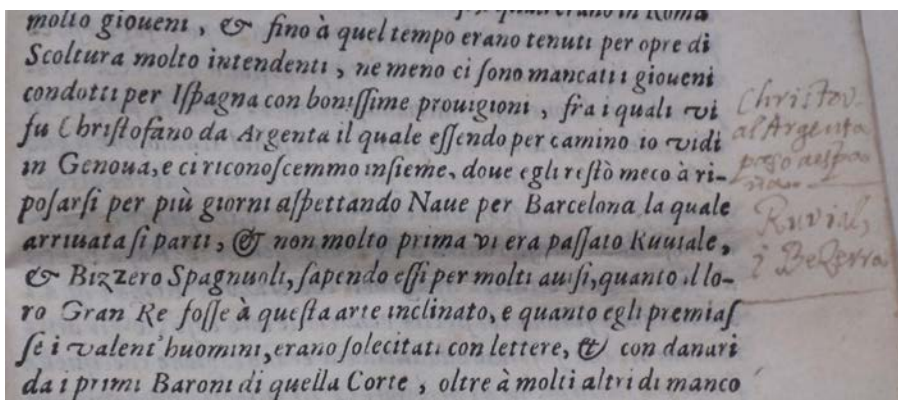 molto gioueni, & fino à quel tempo erano tenuti per opre di
Scoltura molto intendenti, ne meno ci sono mancati i gioueni
condotti per Ispagna con bonissime prouigioni, fra i quali vi
fu Christofano da Argenta il quale essendo per camino io vidi
in Genoua, e ci riconoscemmo insieme, doue egli restò meco à ri-
posarsi per più giorni aspettando Naue per Barcelona la quale
arriuata si parti, & non molto prima vi era passato Ruuiale,
& Bizzero Spagnuoli, sapendo essi per molti auisi, quanto il lo-
ro Gran Re fosse à questa arte inclinato, e quanto egli premias
se i valent'huomini, erano solecitati con lettere, & con danari
da i primi Baroni di quella Corte, oltre à molti altri di manco
Christov-
al Argenta
paso aespa
Ruvial,
i Bezerra